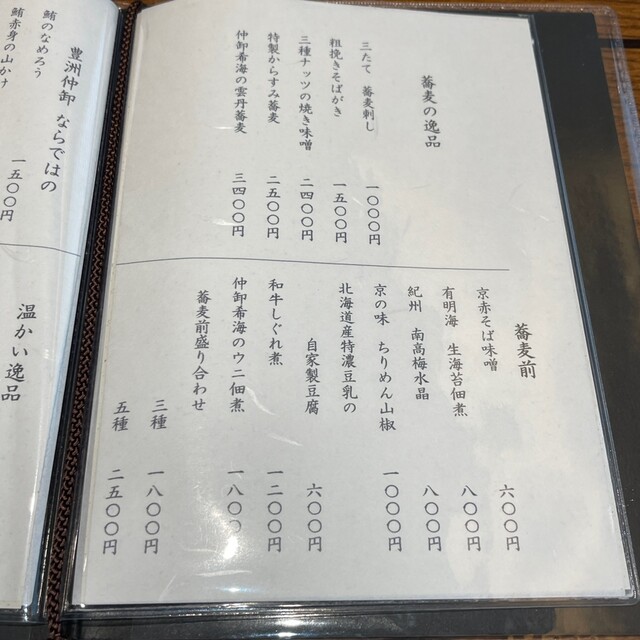 蕎麦の逸品
三たて　蕎麦刺し　一〇〇〇円
粗挽きそばがき　一五〇〇円
三種ナッツの焼き味噌　二四〇〇円
特製からすみ蕎麦　二五〇〇円
仲卸希海の雲丹蕎麦　三四〇〇円
蕎麦前
京赤そば味噌　六〇〇円
有明海　生海苔佃煮　八〇〇円
紀州　南高梅水晶　八〇〇円
京の味　ちりめん山椒　一〇〇〇円
北海道産特濃豆乳の
自家製豆腐　六〇〇円
和牛しぐれ煮　一二〇〇円
仲卸希海のウニ佃煮　一八〇〇円
蕎麦前盛り合わせ
三種　一八〇〇円
五種　二五〇〇円
豊洲仲卸 ならではの
鮪のなめろう　一五〇〇円
鮪赤身の山かけ
温かい逸品